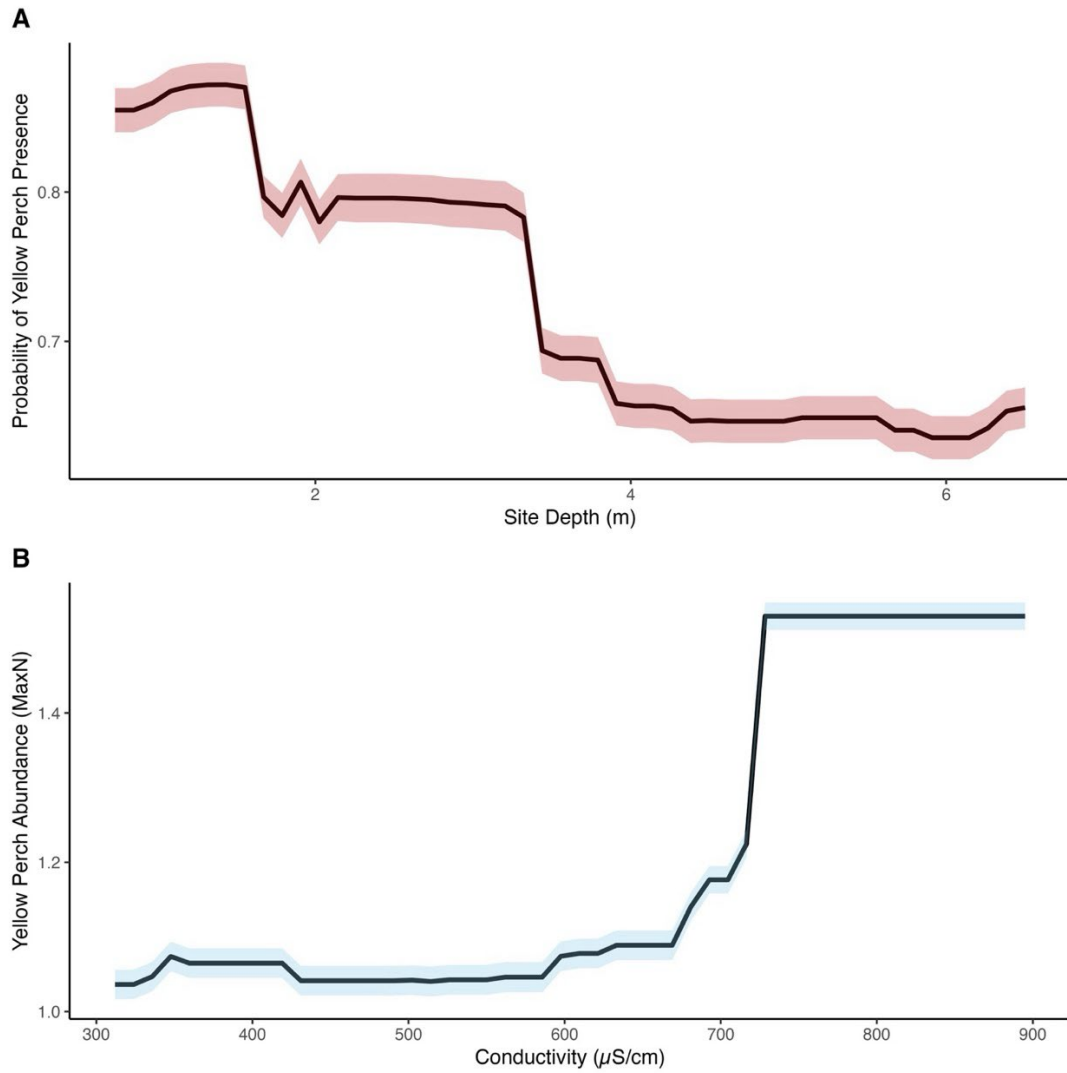 A
Probability of Yellow Perch Presence
0.8
0.7
2 4 6
Site Depth (m)
B
Yellow Perch Abundance (MaxN)
1.4
1.2
1.0
300 400 500 600 700 800 900
Conductivity (μS/cm)